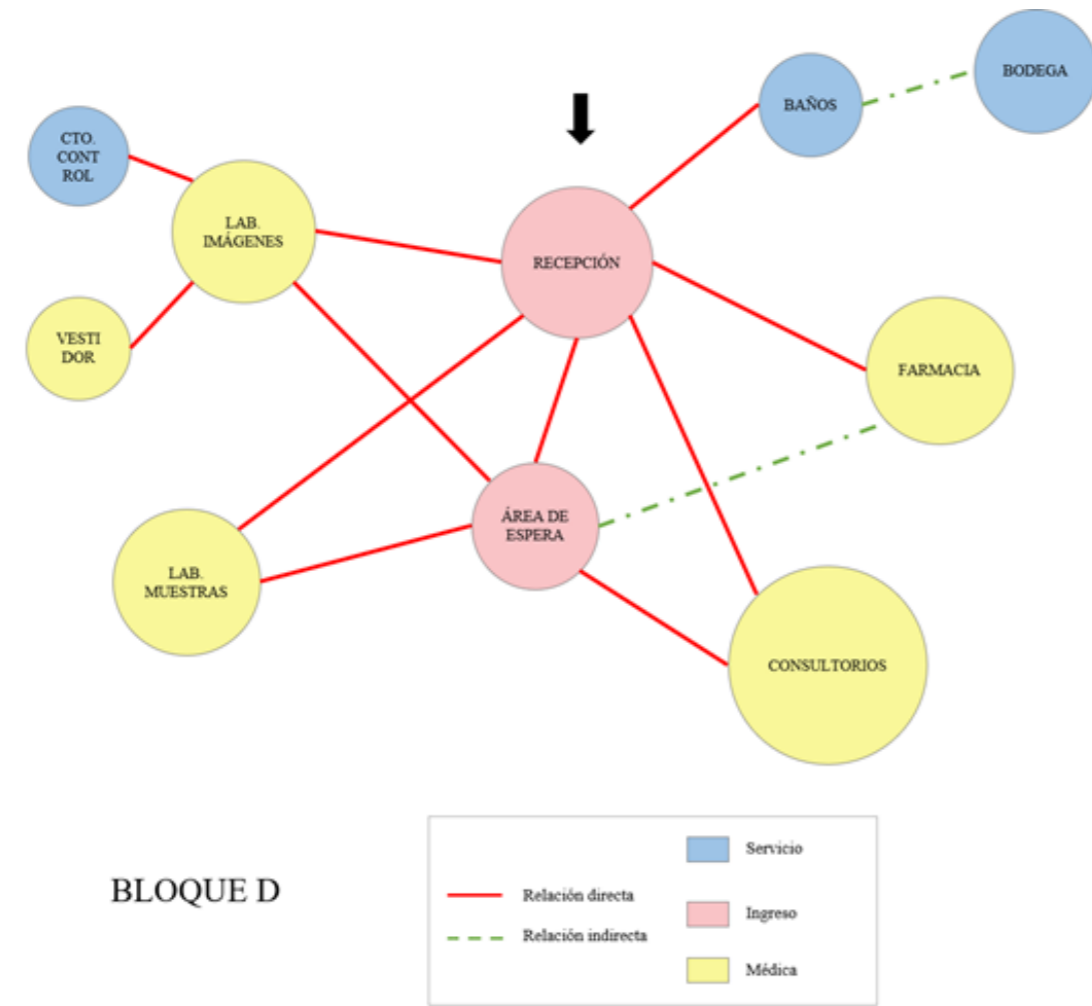 BODEGA
BAÑOS
CTO.
CONT
ROL
LAB.
IMÁGENES
RECEPCIÓN
VESTI
DOR
FARMACIA
ÁREA DE
ESPERA
LAB.
MUESTRAS
CONSULTORIOS
BLOQUE D
Relación directa
Relación indirecta
Servicio
Ingreso
Médica